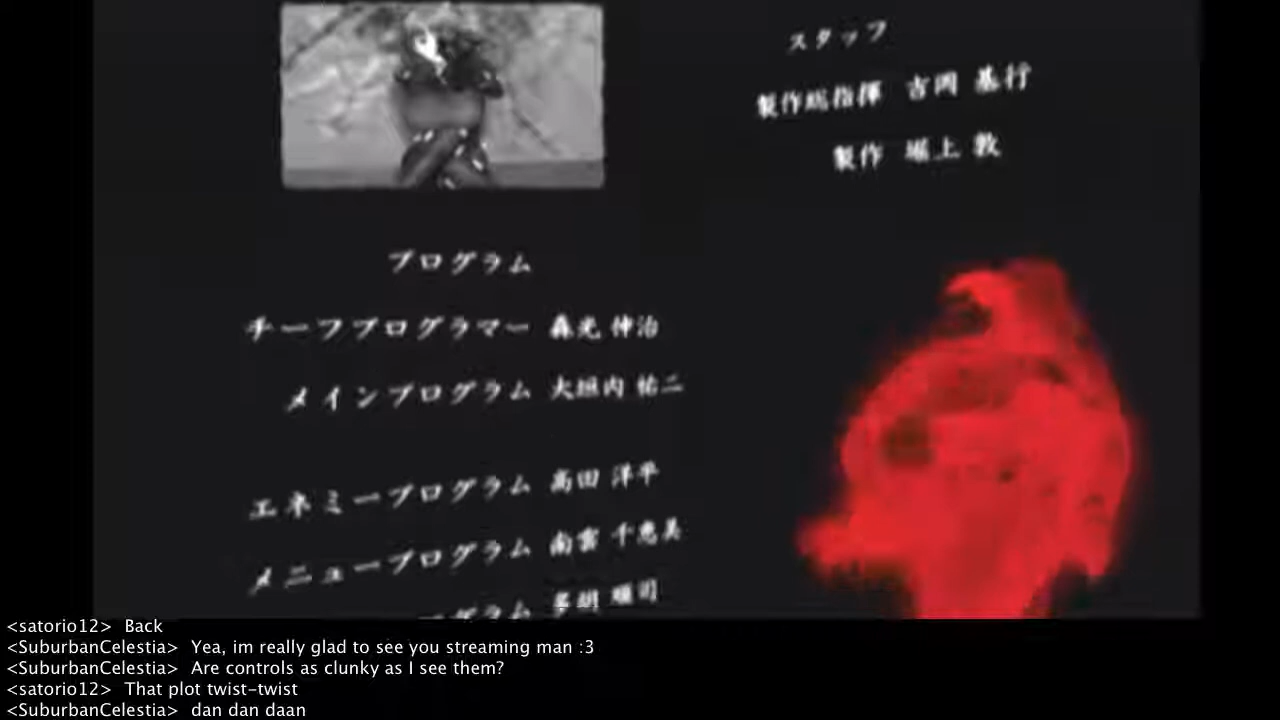 スタッフ
製作総指揮 吉岡 基行
製作 堀上 敦
プログラム
チーフプログラマー 森光 伸治
メインプログラム 大垣内 祐二
エネミープログラム 高田 洋平
メニュープログラム 南雲 千恵美
ーグラム
<satorio12> Back
<SuburbanCelestia> Yea, im really glad to see you streaming man :3
<SuburbanCelestia> Are controls as clunky as I see them?
<satorio12> That plot twist-twist
<SuburbanCelestia> dan dan daan